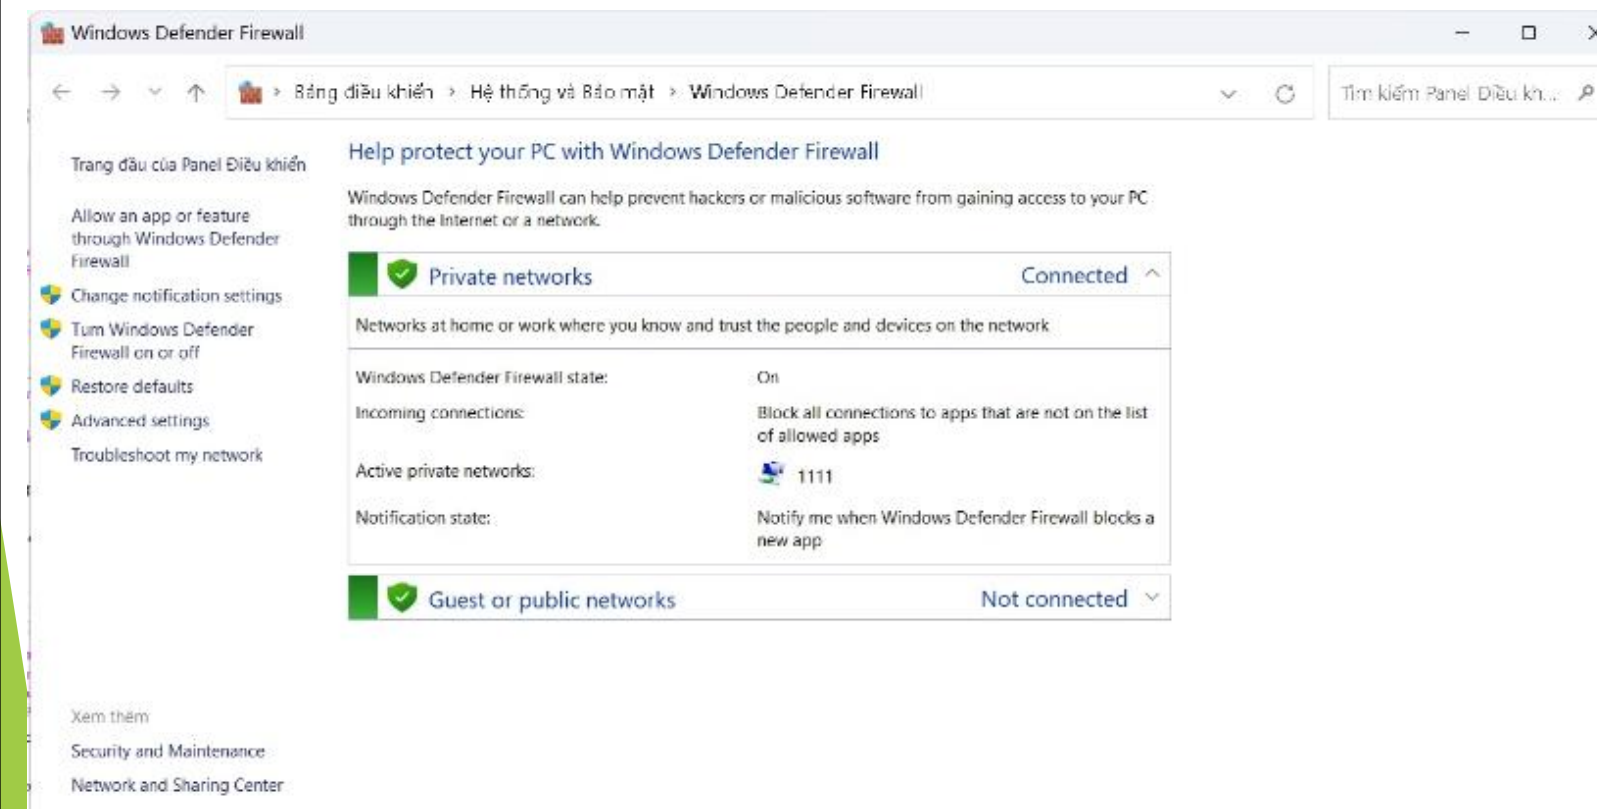 Windows Defender Firewall
Bảng điều khiển > Hệ thống và Bảo mật > Windows Defender Firewall
Tìm kiếm Panel Điều kh...
Trang đầu của Panel Điều khiển
Allow an app or feature
through Windows Defender
Firewall
Change notification settings
Turn Windows Defender
Firewall on or off
Restore defaults
Advanced settings
Troubleshoot my network
Help protect your PC with Windows Defender Firewall
Windows Defender Firewall can help prevent hackers or malicious software from gaining access to your PC
through the Internet or a network.
Private networks Connected
Networks at home or work where you know and trust the people and devices on the network
Windows Defender Firewall state: On
Incoming connections: Block all connections to apps that are not on the list
of allowed apps
Active private networks: 1111
Notification state: Notify me when Windows Defender Firewall blocks a
new app
Guest or public networks Not connected
Xem thêm
Security and Maintenance
Network and Sharing Center